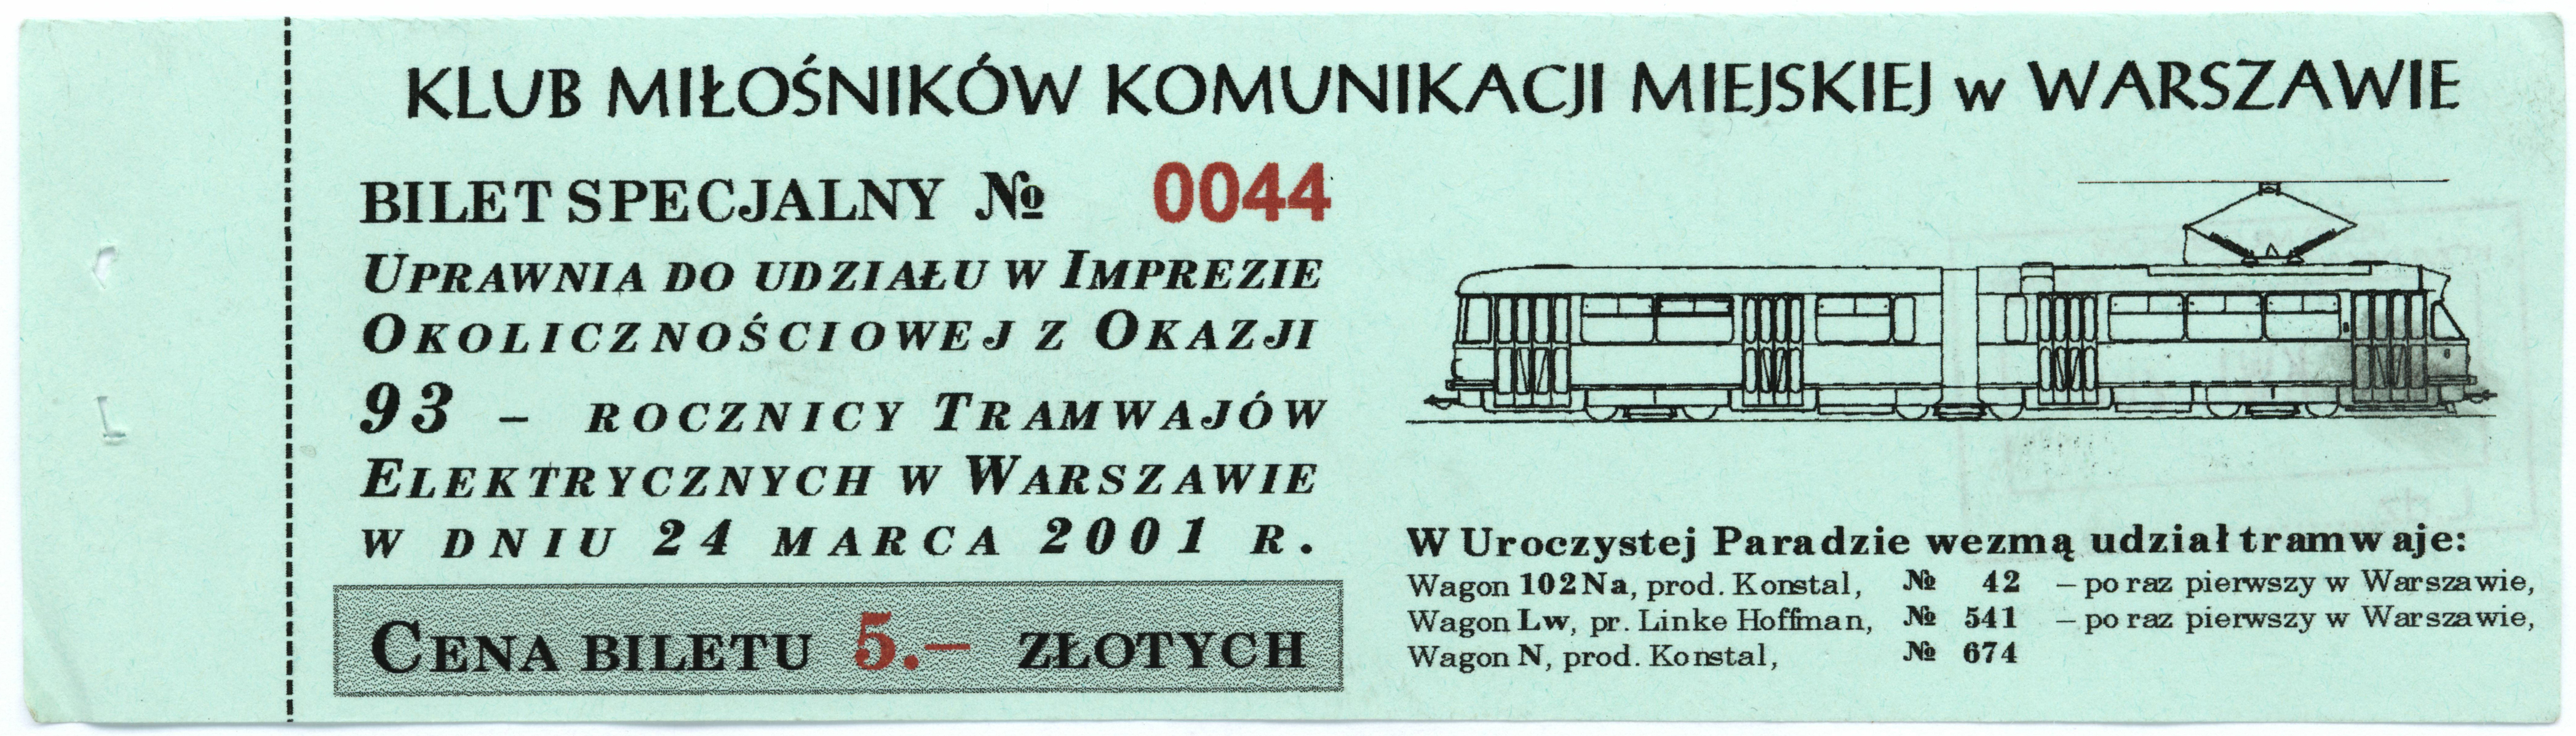 KLUB MIŁOŚNIKÓW KOMUNIKACJI MIEJSKIEJ w WARSZAWIE
BILET SPECJALNY № 0044
UPRAWNIA DO UDZIAŁU W IMPREZIE
OKOLICZNOŚCIOWEJ Z OKAZJI
93 – ROCZNICY TRAMWAJÓW
ELEKTRYCZNYCH W WARSZAWIE
W DNIU 24 MARCA 2001 R.
CENA BILETU 5.– ZŁOTYCH
W Uroczystej Paradzie wezmą udział tramwaje:
Wagon 102Na, prod. Konstal, № 42 – po raz pierwszy w Warszawie,
Wagon Lw, pr. Linke Hoffman, № 541 – po raz pierwszy w Warszawie,
Wagon N, prod. Konstal, № 674